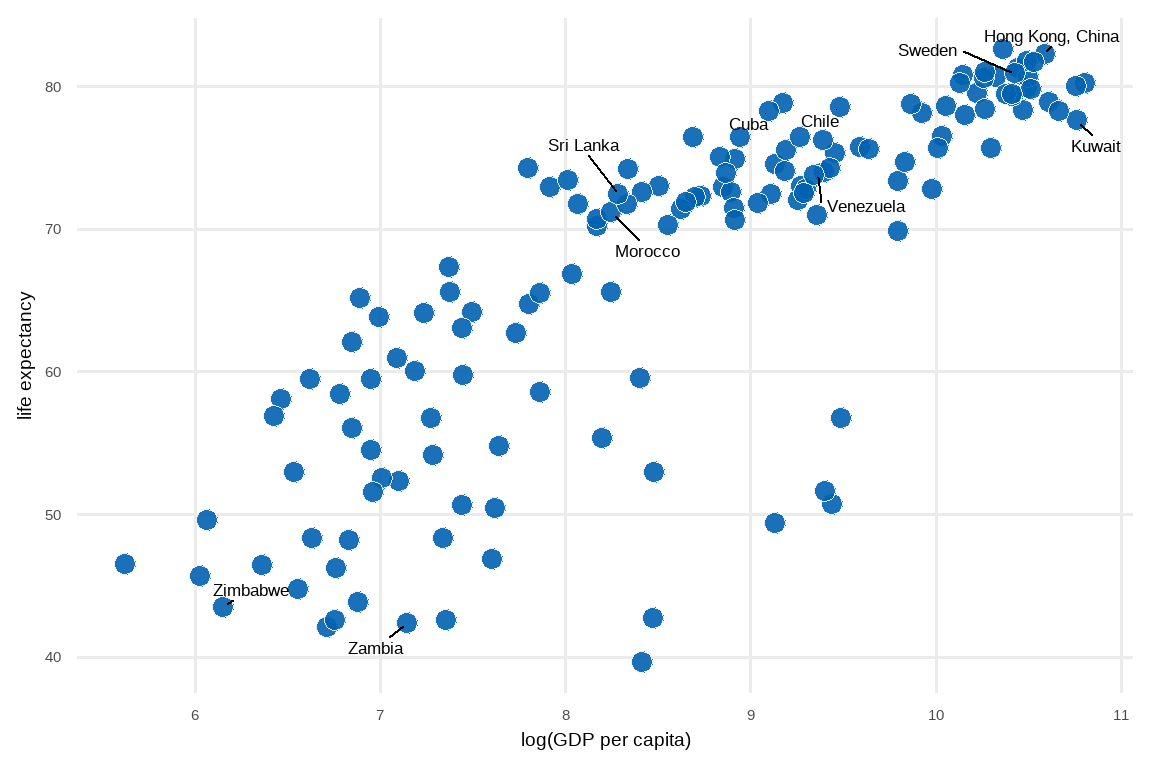 Hong Kong, China
Sweden
80
Cuba
Chile
Sri Lanka
Kuwait
Venezuela
70
Morocco
life expectancy
60
50
Zimbabwe
Zambia
40
6
7
8
9
10
11
log(GDP per capita)